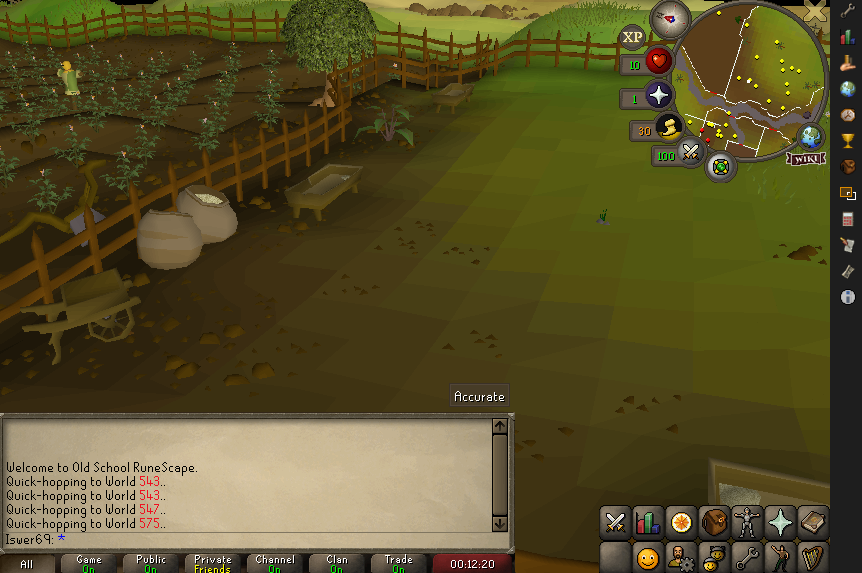 XP
10
1
30
100
WIKI
Accurate
Welcome to Old School RuneScape.
Quick-hopping to World 543..
Quick-hopping to World 543..
Quick-hopping to World 547..
Quick-hopping to World 575..
Iswer69: *
All
Game
On
Public
On
Private
Friends
Channel
On
Clan
On
Trade
On
00:12:20